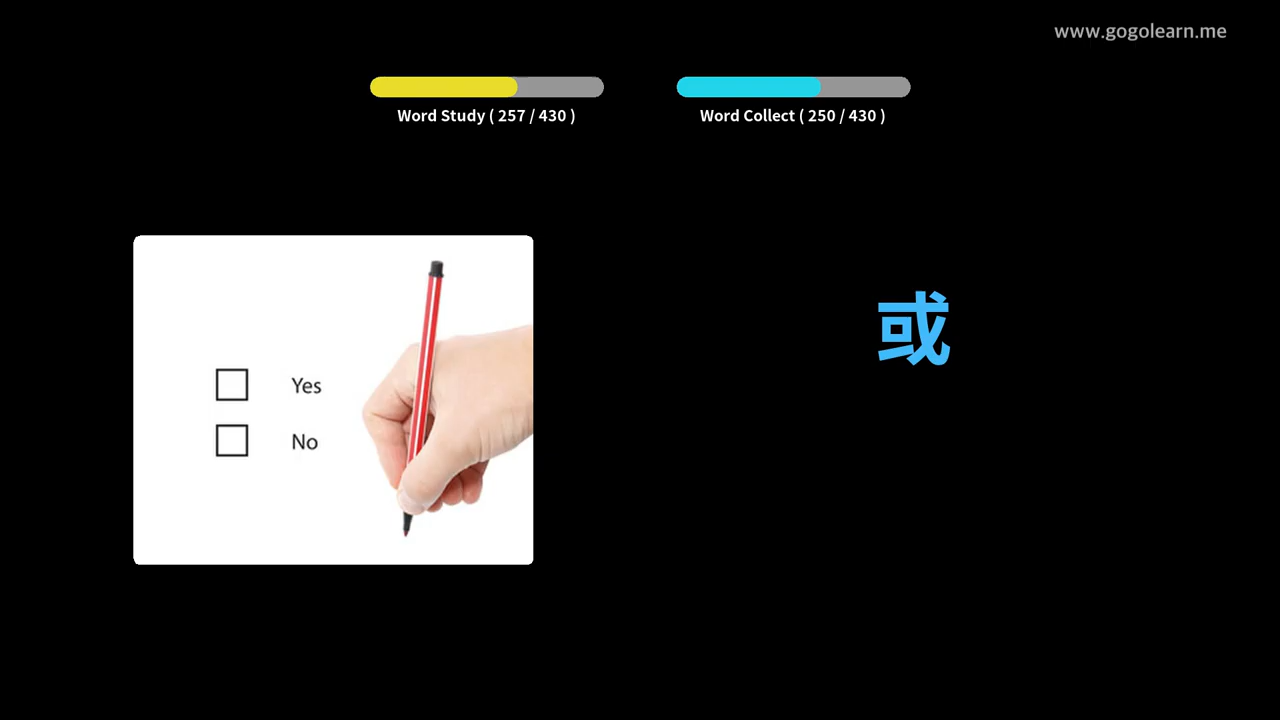 www.gogolearn.me
Word Study ( 257 / 430 )
Word Collect ( 250 / 430 )
Yes
No
或